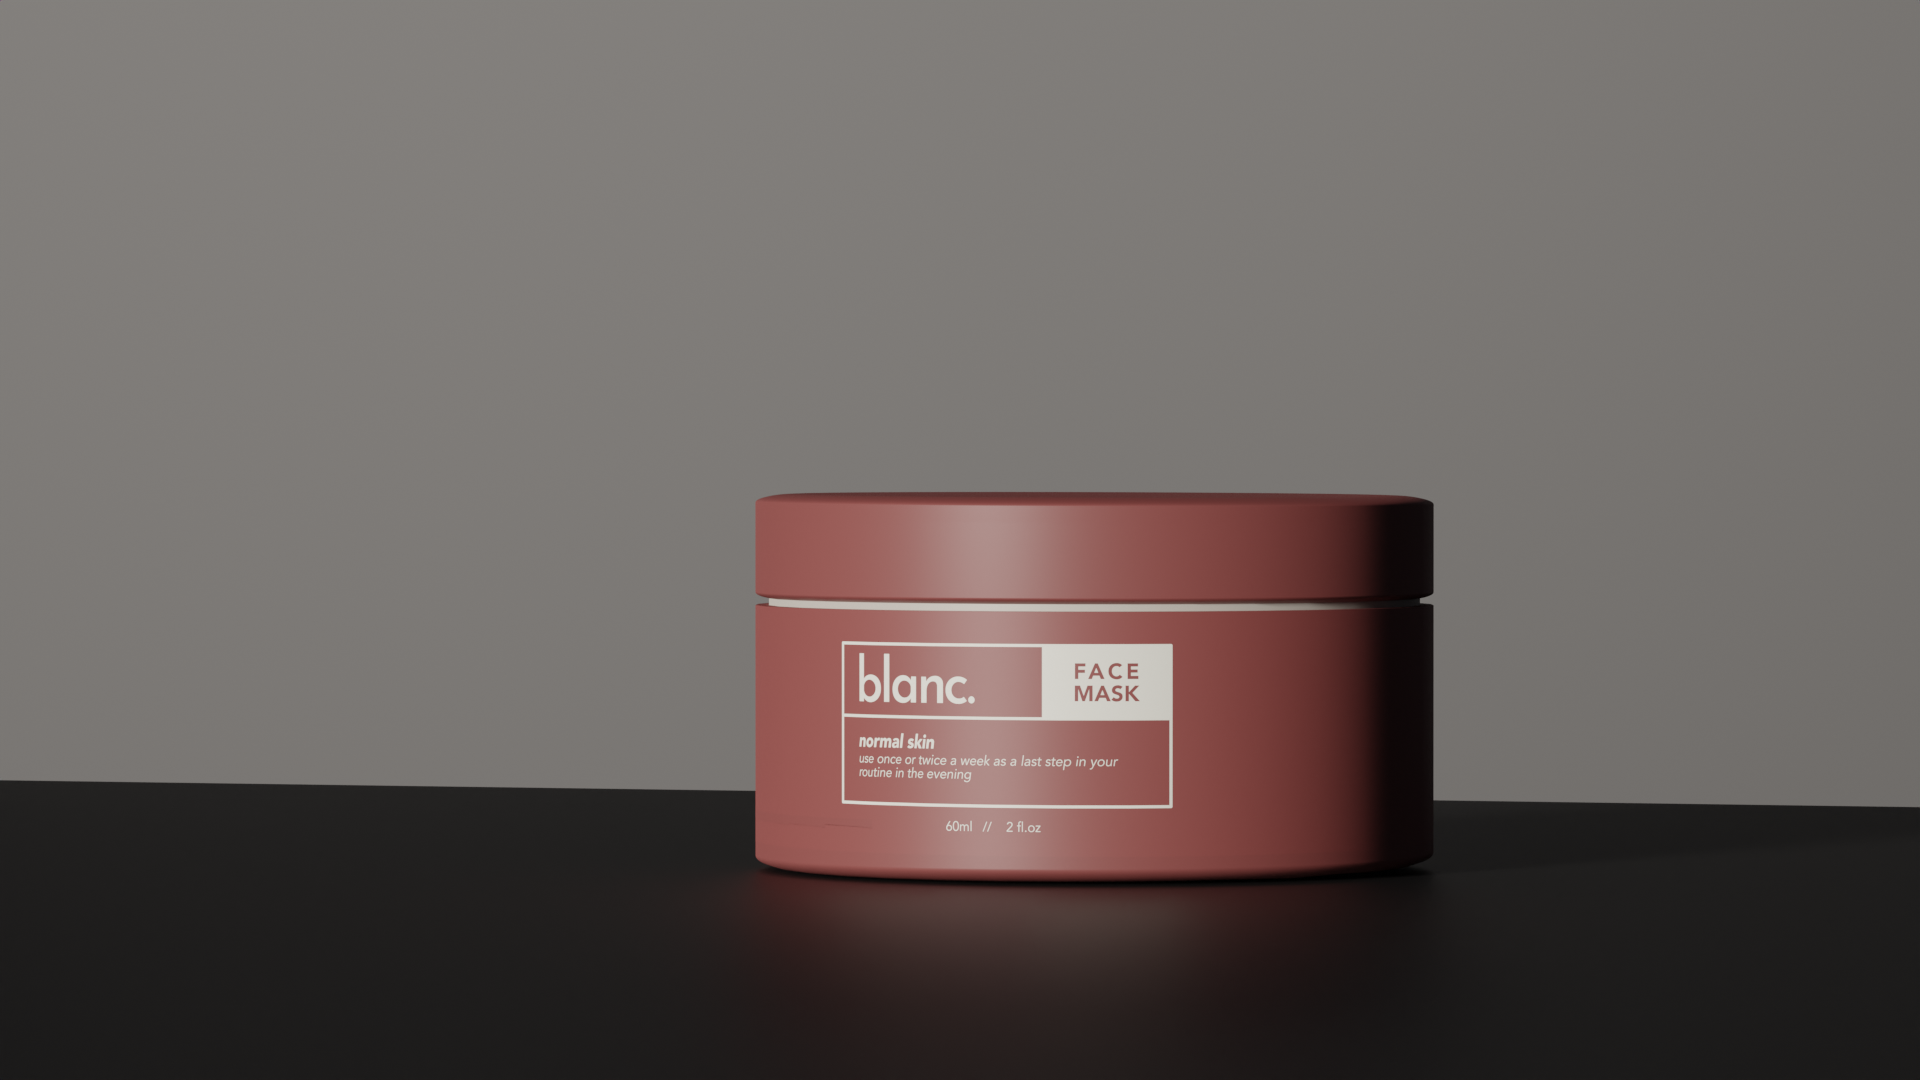 blanc.
FACE
MASK
normal skin
use once or twice a week as a last step in your
routine in the evening
60ml // 2 fl.oz